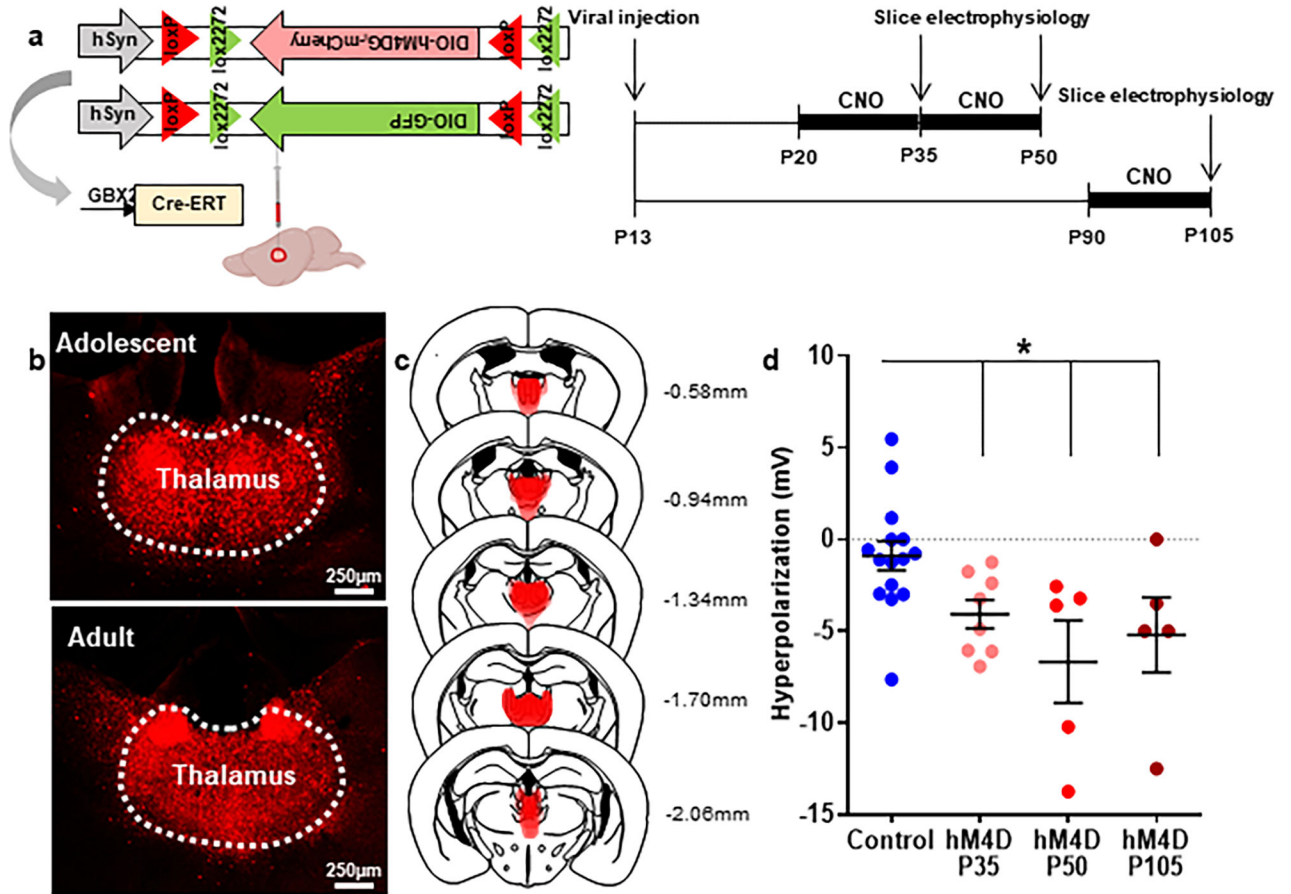 a
hSyn
loxP
lox2272
DIO-hM4DGi-mCherry
loxP
lox2272
hSyn
loxP
lox2272
DIO-GFP
loxP
lox2272
GBX2
Cre-ERT
Viral injection
Slice electrophysiology
Slice electrophysiology
CNO
CNO
P20
P35
P50
CNO
P13
P90
P105
b
Adolescent
Thalamus
250µm
Adult
Thalamus
250µm
c
-0.58mm
-0.94mm
-1.34mm
-1.70mm
-2.06mm
d
*
Hyperpolarization (mV)
10
5
0
-5
-10
-15
Control
hM4D
P35
hM4D
P50
hM4D
P105